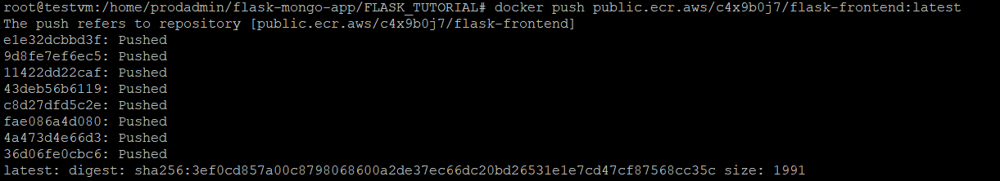 root@testvm:/home/prodadmin/flask-mongo-app/FLASK_TUTORIAL# docker push public.ecr.aws/c4x9b0j7/flask-frontend:latest
The push refers to repository [public.ecr.aws/c4x9b0j7/flask-frontend]
e1e32dcbbd3f: Pushed
9d8fe7ef6ec5: Pushed
11422dd22caf: Pushed
43deb56b6119: Pushed
c8d27dfd5c2e: Pushed
fae086a4d080: Pushed
4a473d4e66d3: Pushed
36d06fe0cbc6: Pushed
latest: digest: sha256:3ef0cd857a00c8798068600a2de37ec66dc20bd26531e1e7cd47cf87568cc35c size: 1991